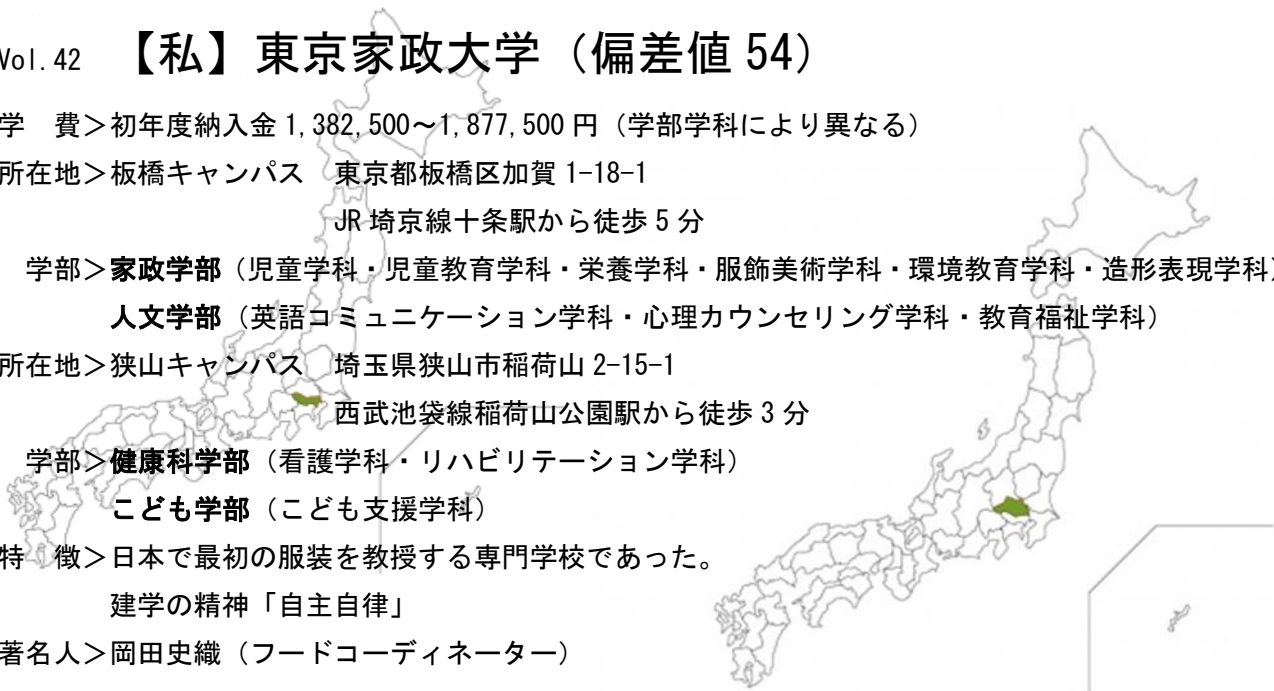 Vol.42 【私】東京家政大学(偏差値54)
学 費>初年度納入金1,382,500~1,877,500円(学部学科により異なる)
所在地>板橋キャンパス 東京都板橋区加賀1-18-1
JR埼京線十条駅から徒歩5分
学部>家政学部(児童学科・児童教育学科・栄養学科・服飾美術学科・環境教育学科・造形表現学科)
人文学部(英語コミュニケーション学科・心理カウンセリング学科・教育福祉学科)
所在地>狭山キャンパス 埼玉県狭山市稲荷山2-15-1
西武池袋線稲荷山公園駅から徒歩3分
学部>健康科学部(看護学科・リハビリテーション学科)
こども学部(こども支援学科)
特 徴>日本で最初の服装を教授する専門学校であった。
建学の精神「自主自律」
著名人>岡田史織(フードコーディネーター)